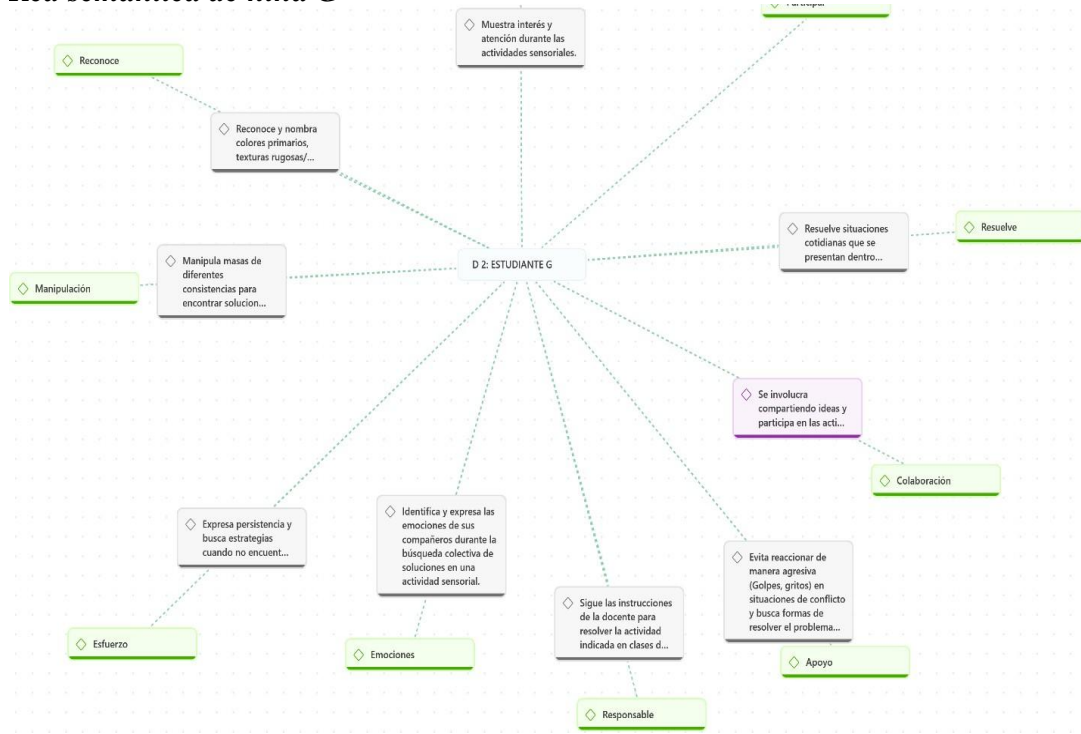 Red semántica de niña G
Participar
Muestra interés y
atención durante las
actividades sensoriales.
Reconoce
Reconoce y nombra
colores primarios,
texturas rugosas/...
Resuelve situaciones
cotidianas que se
presentan dentro...
Resuelve
D 2: ESTUDIANTE G
Manipula masas de
diferentes
consistencias para
encontrar solucion...
Manipulación
Se involucra
compartiendo ideas y
participa en las acti...
Colaboración
Expresa persistencia y
busca estrategias
cuando no encuent...
Identifica y expresa las
emociones de sus
compañeros durante la
búsqueda colectiva de
soluciones en una
actividad sensorial.
Sigue las instrucciones
de la docente para
resolver la actividad
indicada en clases d...
Evita reaccionar de
manera agresiva
(Golpes, gritos) en
situaciones de conflicto
y busca formas de
resolver el problema...
Esfuerzo
Emociones
Apoyo
Responsable